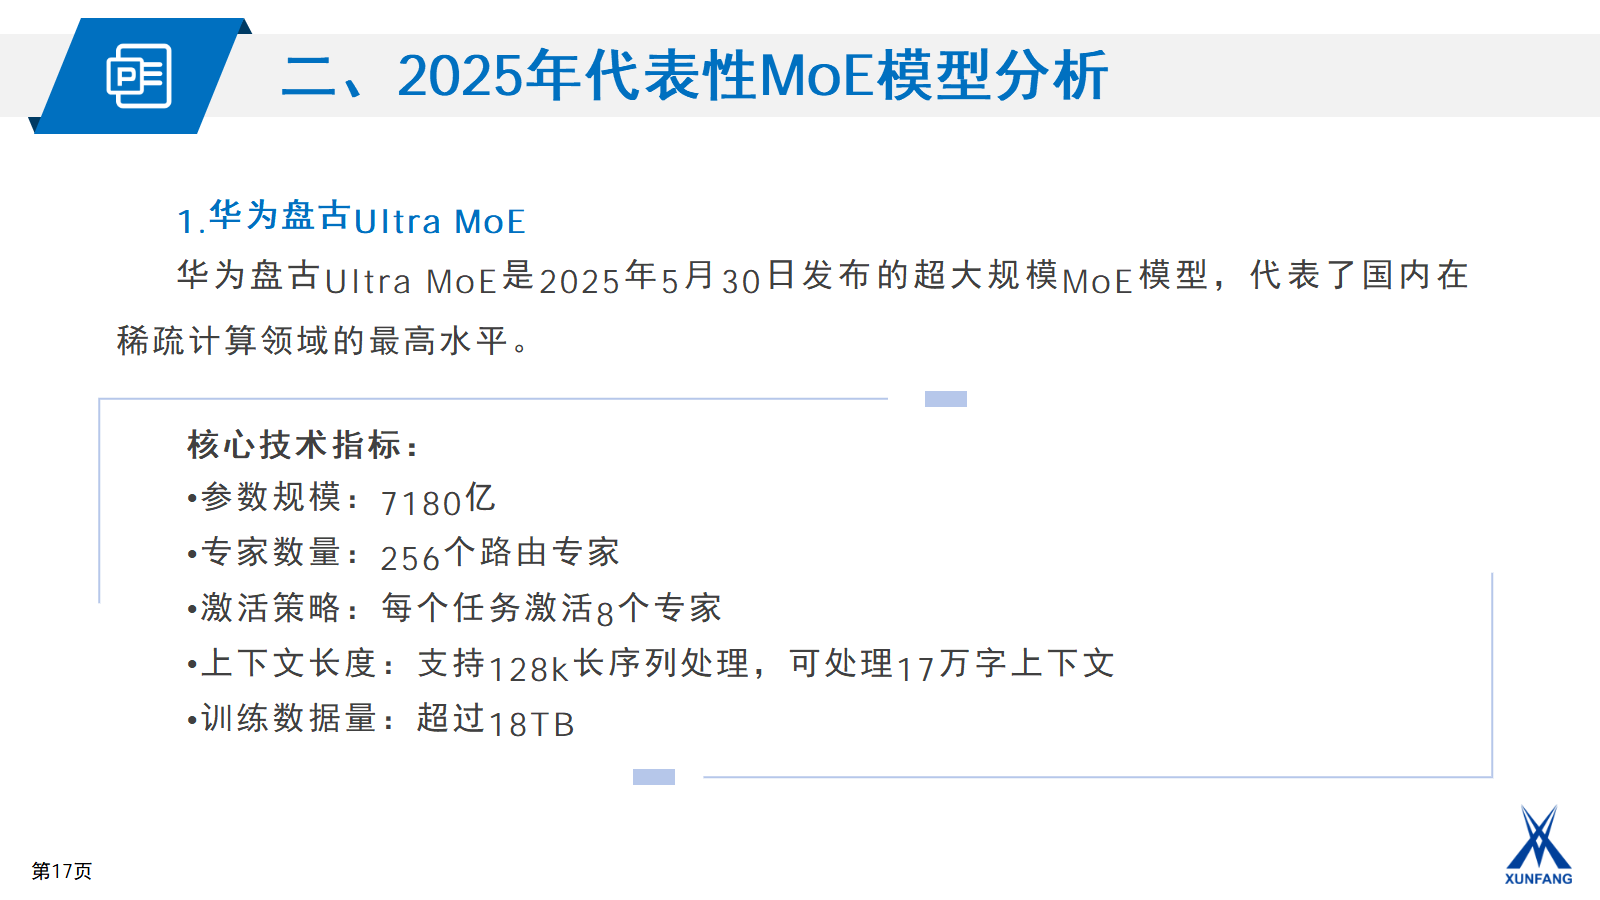 二、2025年代表性MoE模型分析
1.华为盘古Ultra MoE
华为盘古Ultra MoE是2025年5月30日发布的超大规模MoE模型，代表了国内在
稀疏计算领域的最高水平。
核心技术指标：
•参数规模：7180亿
•专家数量：256个路由专家
•激活策略：每个任务激活8个专家
•上下文长度：支持128k长序列处理，可处理17万字上下文
•训练数据量：超过18TB
第17页
XUNFANG